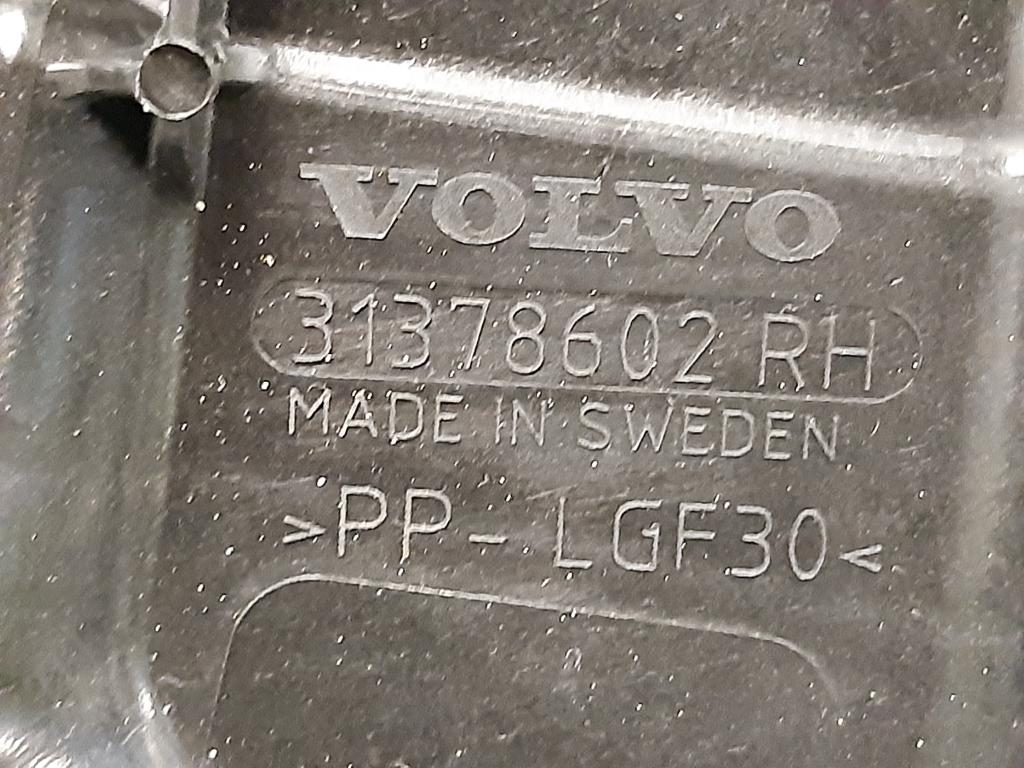 VOLVO
31378602 RH
MADE IN SWEDEN
>PP-LGF30<